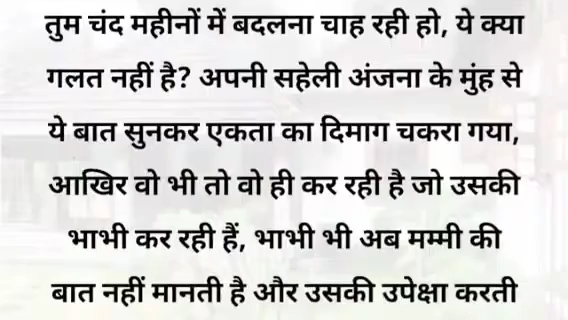 तुम चंद महीनों में बदलना चाह रही हो, ये क्या
गलत नहीं है? अपनी सहेली अंजना के मुंह से
ये बात सुनकर एकता का दिमाग चकरा गया,
आखिर वो भी तो वो ही कर रही है जो उसकी
भाभी कर रही हैं, भाभी भी अब मम्मी की
बात नहीं मानती है और उसकी उपेक्षा करती